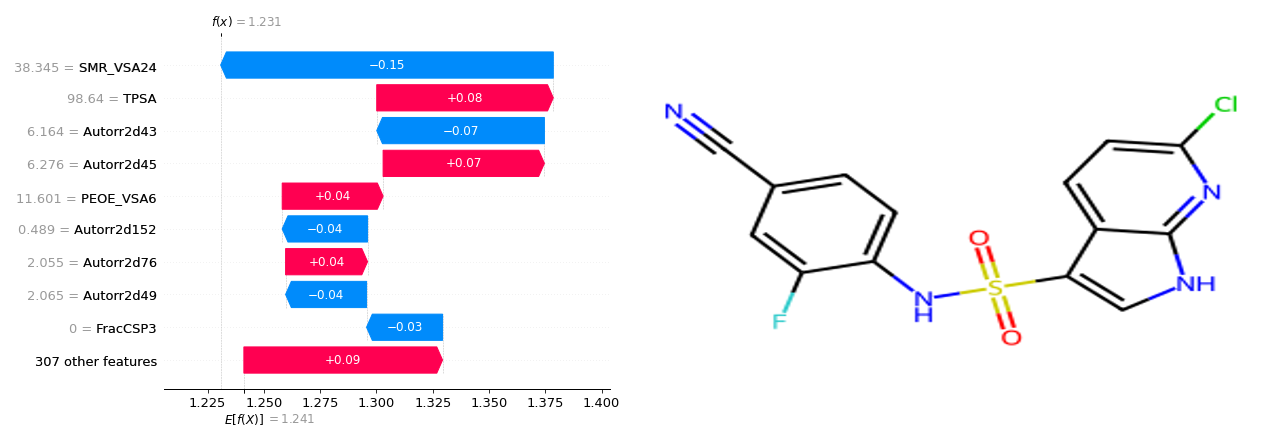 f(x) = 1.231
38.345 = SMR_VSA24 −0.15
98.64 = TPSA +0.08
6.164 = Autorr2d43 −0.07
6.276 = Autorr2d45 +0.07
11.601 = PEOE_VSA6 +0.04
0.489 = Autorr2d152 −0.04
2.055 = Autorr2d76 +0.04
2.065 = Autorr2d49 −0.04
0 = FracCSP3 −0.03
307 other features +0.09
1.225 1.250 1.275 1.300 1.325 1.350 1.375 1.400
E[f(X)] = 1.241
N
F
N
H
O
S
O
Cl
N
NH